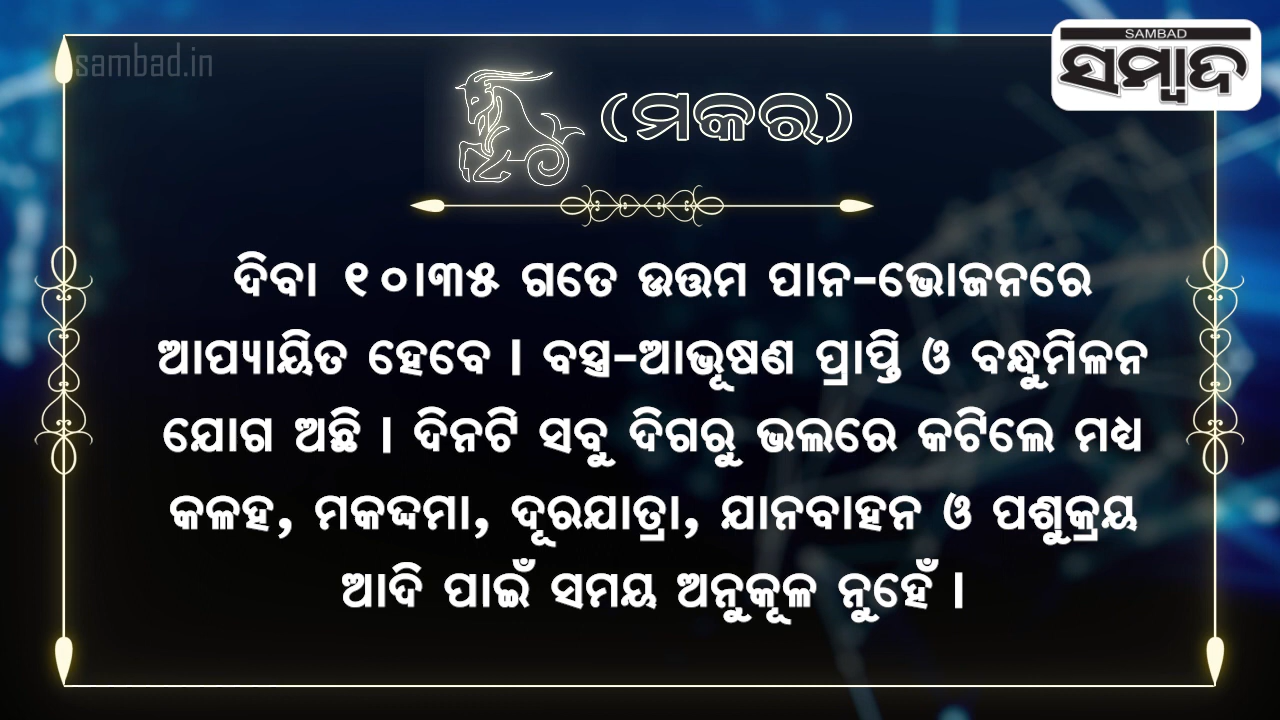 sambad.in
SAMBAD
ସମ୍ବାଦ
(ମକର)
ଦିବା ୧୦।୩୫ ଗତେ ଉତ୍ତମ ପାନ-ଭୋଜନରେ
ଆପ୍ୟାୟିତ ହେବେ । ବସ୍ତ୍ର-ଆଭୂଷଣ ପ୍ରାପ୍ତି ଓ ବନ୍ଧୁମିଳନ
ଯୋଗ ଅଛି । ଦିନଟି ସବୁ ଦିଗରୁ ଭଲରେ କଟିଲେ ମଧ୍ୟ
କଳହ, ମକଦ୍ଦମା, ଦୂରଯାତ୍ରା, ଯାନବାହନ ଓ ପଶୁକ୍ରୟ
ଆଦି ପାଇଁ ସମୟ ଅନୁକୂଳ ନୁହେଁ ।